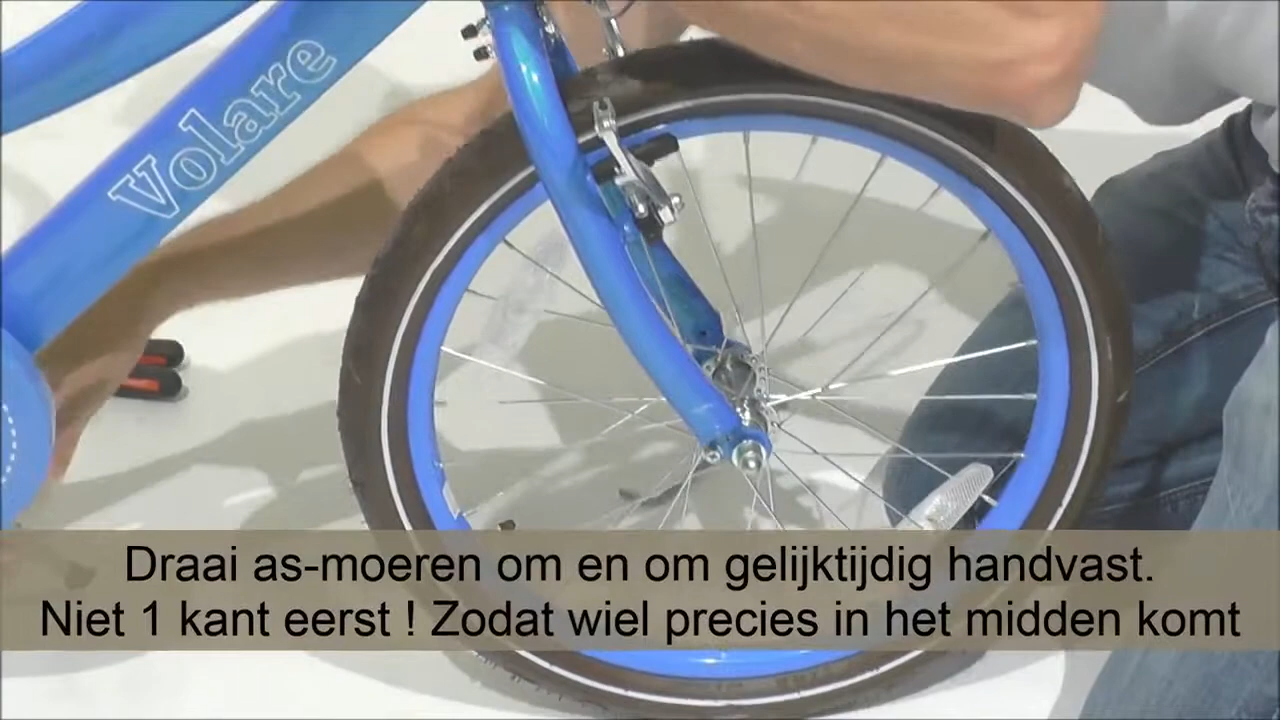 Volare
Draai as-moeren om en om gelijktijdig handvast.
Niet 1 kant eerst ! Zodat wiel precies in het midden komt